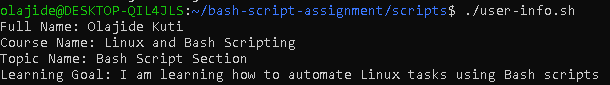 olajide@DESKTOP-QIL4JLS:~/bash-script-assignment/scripts$ ./user-info.sh
Full Name: Olajide Kuti
Course Name: Linux and Bash Scripting
Topic Name: Bash Script Section
Learning Goal: I am learning how to automate Linux tasks using Bash scripts